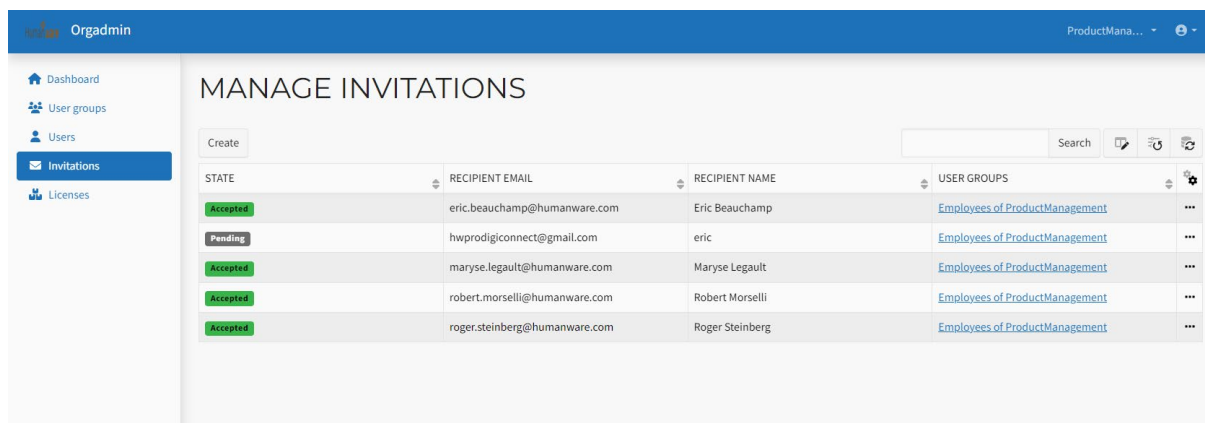 Orgadmin
ProductMana...
Dashboard
User groups
Users
Invitations
Licenses
MANAGE INVITATIONS
Create
Search
STATE RECIPIENT EMAIL RECIPIENT NAME USER GROUPS
Accepted eric.beauchamp@humanware.com Eric Beauchamp Employees of ProductManagement
Pending hwprodigiconnect@gmail.com eric Employees of ProductManagement
Accepted maryse.legault@humanware.com Maryse Legault Employees of ProductManagement
Accepted robert.morselli@humanware.com Robert Morselli Employees of ProductManagement
Accepted roger.steinberg@humanware.com Roger Steinberg Employees of ProductManagement